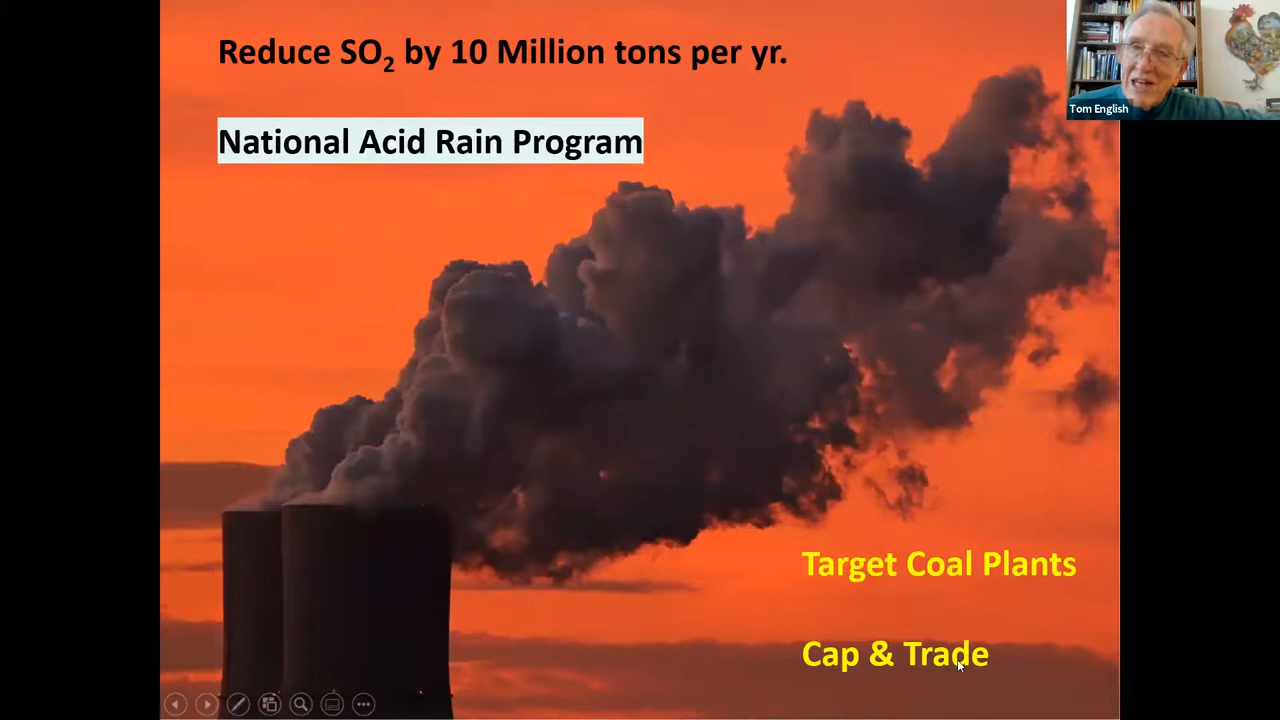 Reduce SO₂ by 10 Million tons per yr.
Tom English
National Acid Rain Program
Target Coal Plants
Cap & Trade